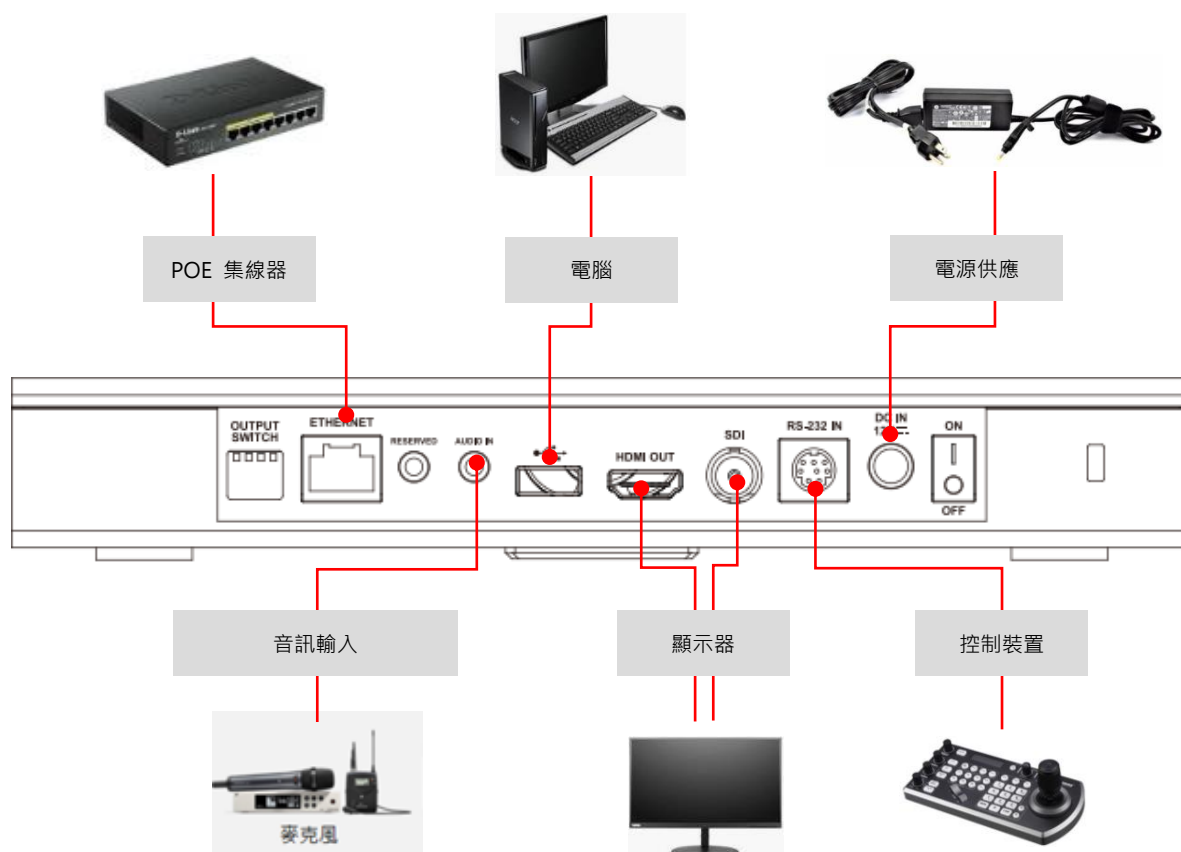 D-Link
POE 集線器
電腦
電源供應
OUTPUT
SWITCH
ETHERNET
RESERVED
AUDIO IN
HDMI OUT
SDI
RS-232 IN
DC IN
ON
OFF
音訊輸入
顯示器
控制裝置
麥克風